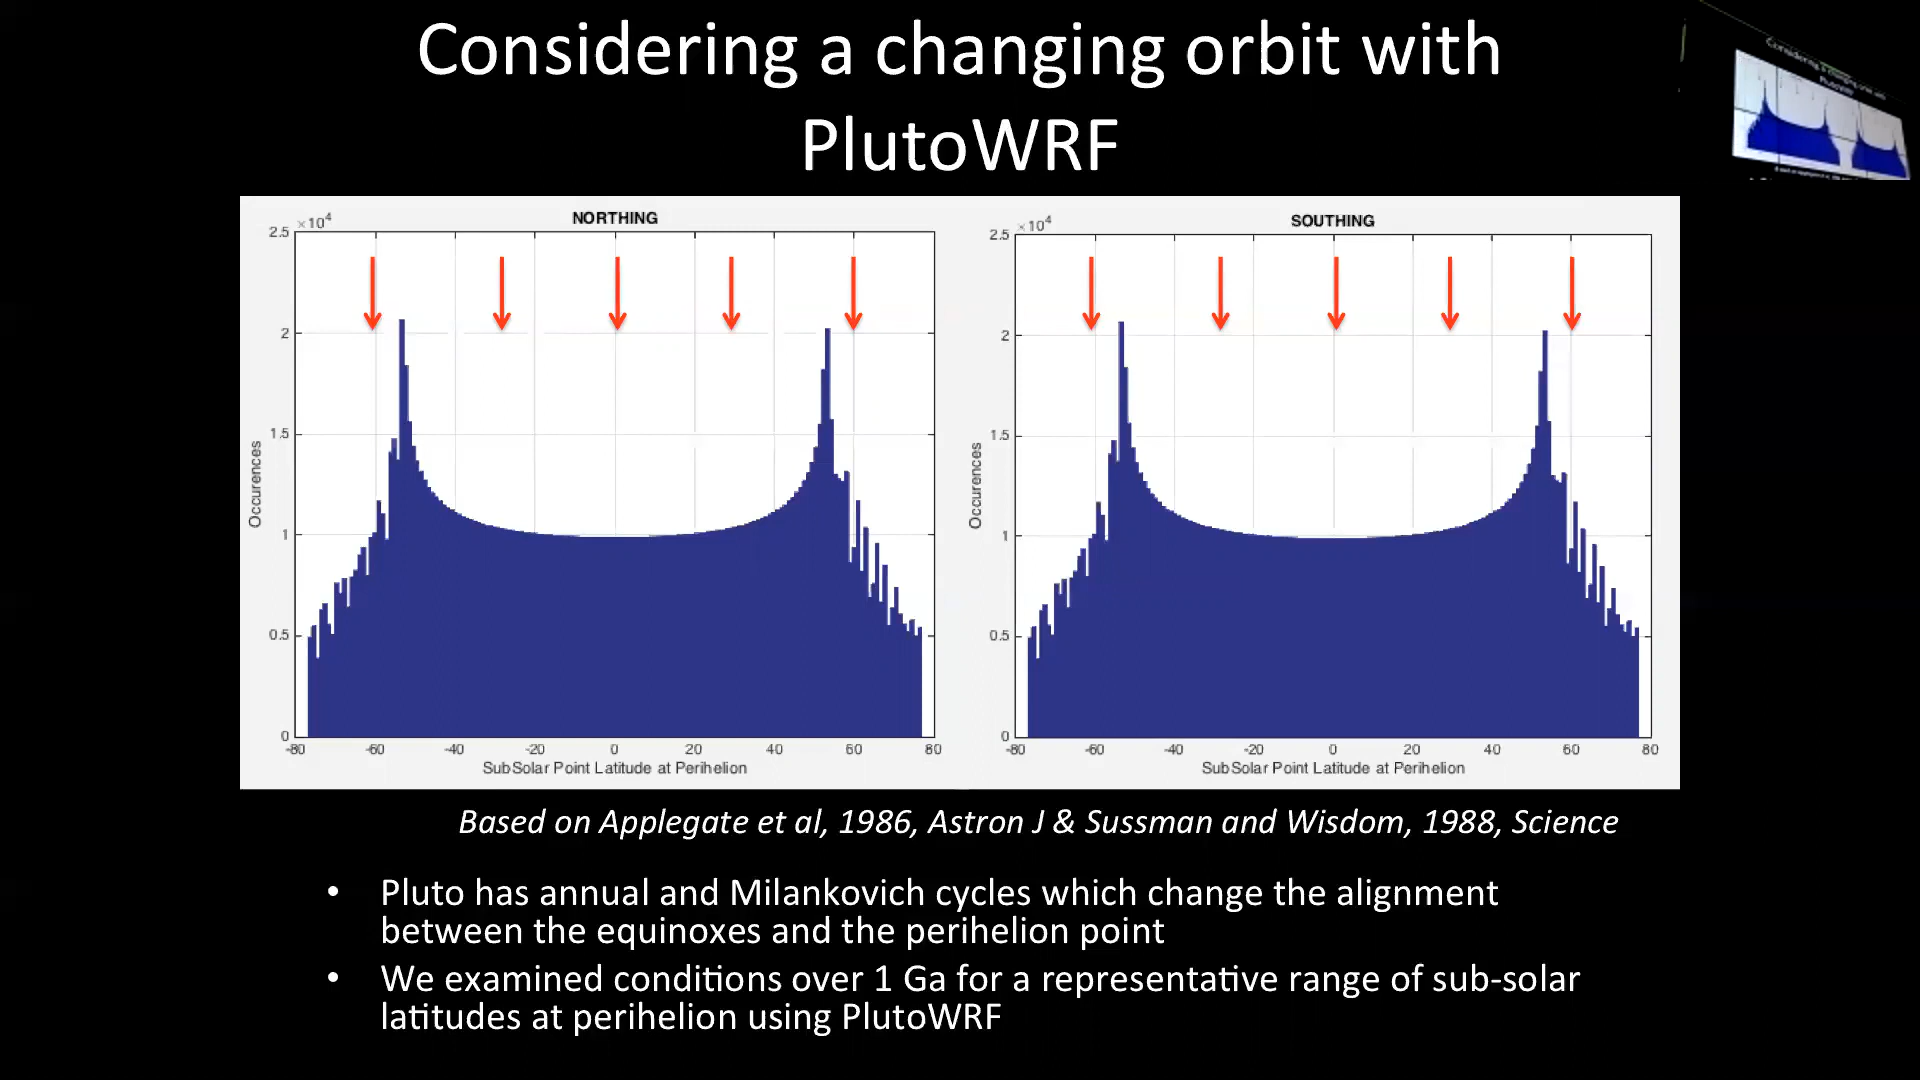 Considering a changing orbit with
PlutoWRF
NORTHING
×10⁴
2.5
2
1.5
1
0.5
0
Occurences
-80 -60 -40 -20 0 20 40 60 80
SubSolar Point Latitude at Perihelion
SOUTHING
×10⁴
2.5
2
1.5
1
0.5
0
Occurences
-80 -60 -40 -20 0 20 40 60 80
SubSolar Point Latitude at Perihelion
Based on Applegate et al, 1986, Astron J & Sussman and Wisdom, 1988, Science
• Pluto has annual and Milankovich cycles which change the alignment
between the equinoxes and the perihelion point
• We examined conditions over 1 Ga for a representative range of sub-solar
latitudes at perihelion using PlutoWRF